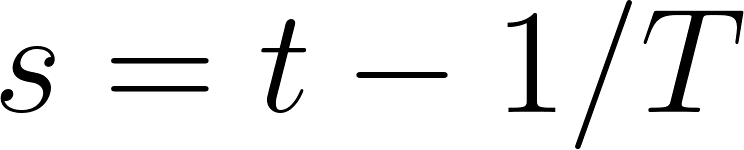 s = t − 1/T